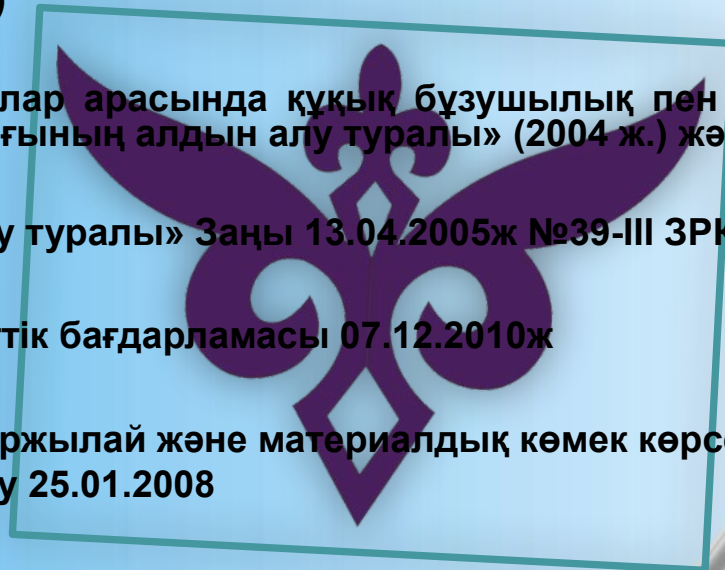 лар арасында құқық бұзушылық пен
ғының алдын алу туралы» (2004 ж.) жә
у туралы» Заңы 13.04.2005ж №39-III ЗРК
тік бағдарламасы 07.12.2010ж
ржылай және материалдық көмек көрс
у 25.01.2008